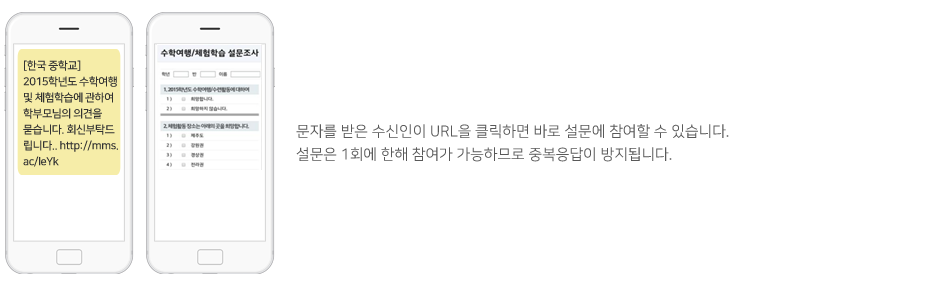 [한국 중학교]
2015학년도 수학여행
및 체험학습에 관하여
학부모님의 의견을
묻습니다. 회신부탁드
립니다.. http://mms.
ac/IeYk
수학여행/체험학습 설문조사
학년 반 이름
1. 2015학년도 수학여행/수련활동에 대하여
1) 희망합니다.
2) 희망하지 않습니다.
2. 체험활동 장소는 아래의 곳을 희망합니다.
1) 제주도
2) 강원권
3) 경상권
4) 전라권
문자를 받은 수신인이 URL을 클릭하면 바로 설문에 참여할 수 있습니다.
설문은 1회에 한해 참여가 가능하므로 중복응답이 방지됩니다.